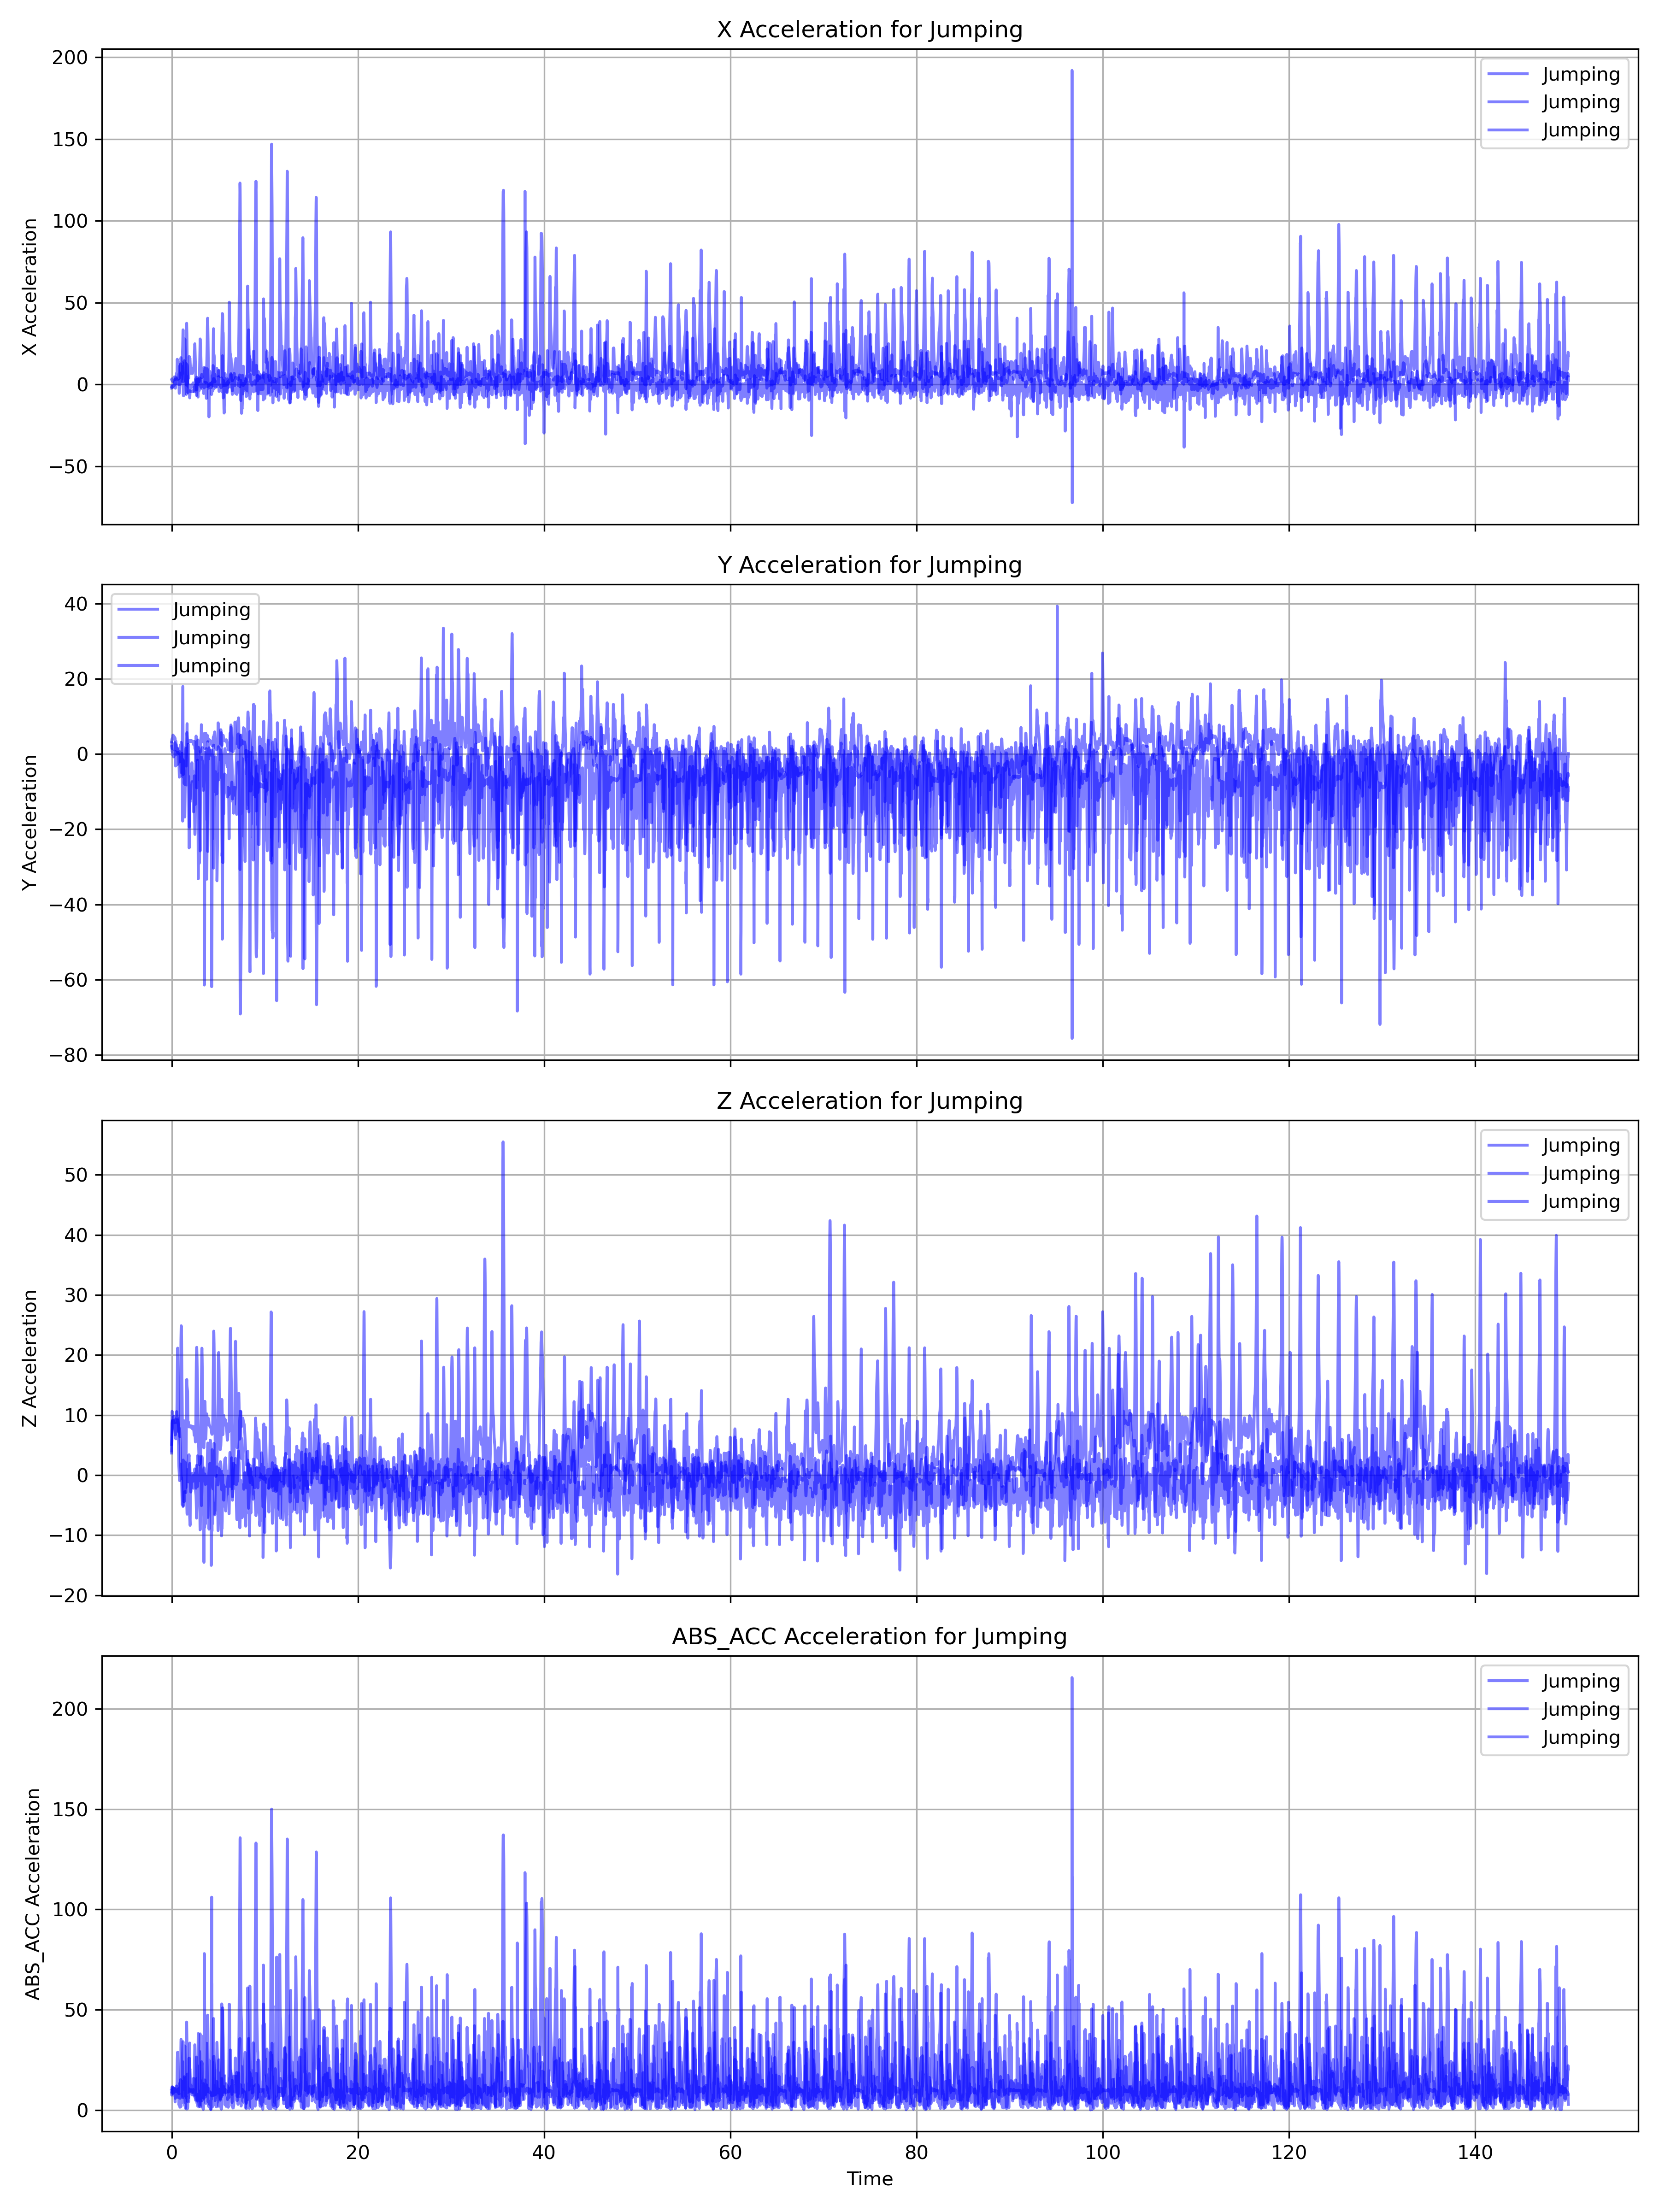 X Acceleration for Jumping
200
150
100
50
0
−50
X Acceleration
Jumping
Jumping
Jumping
Y Acceleration for Jumping
40
20
0
−20
−40
−60
−80
Y Acceleration
Jumping
Jumping
Jumping
Z Acceleration for Jumping
50
40
30
20
10
0
−10
−20
Z Acceleration
Jumping
Jumping
Jumping
ABS_ACC Acceleration for Jumping
200
150
100
50
0
ABS_ACC Acceleration
Jumping
Jumping
Jumping
0 20 40 60 80 100 120 140
Time